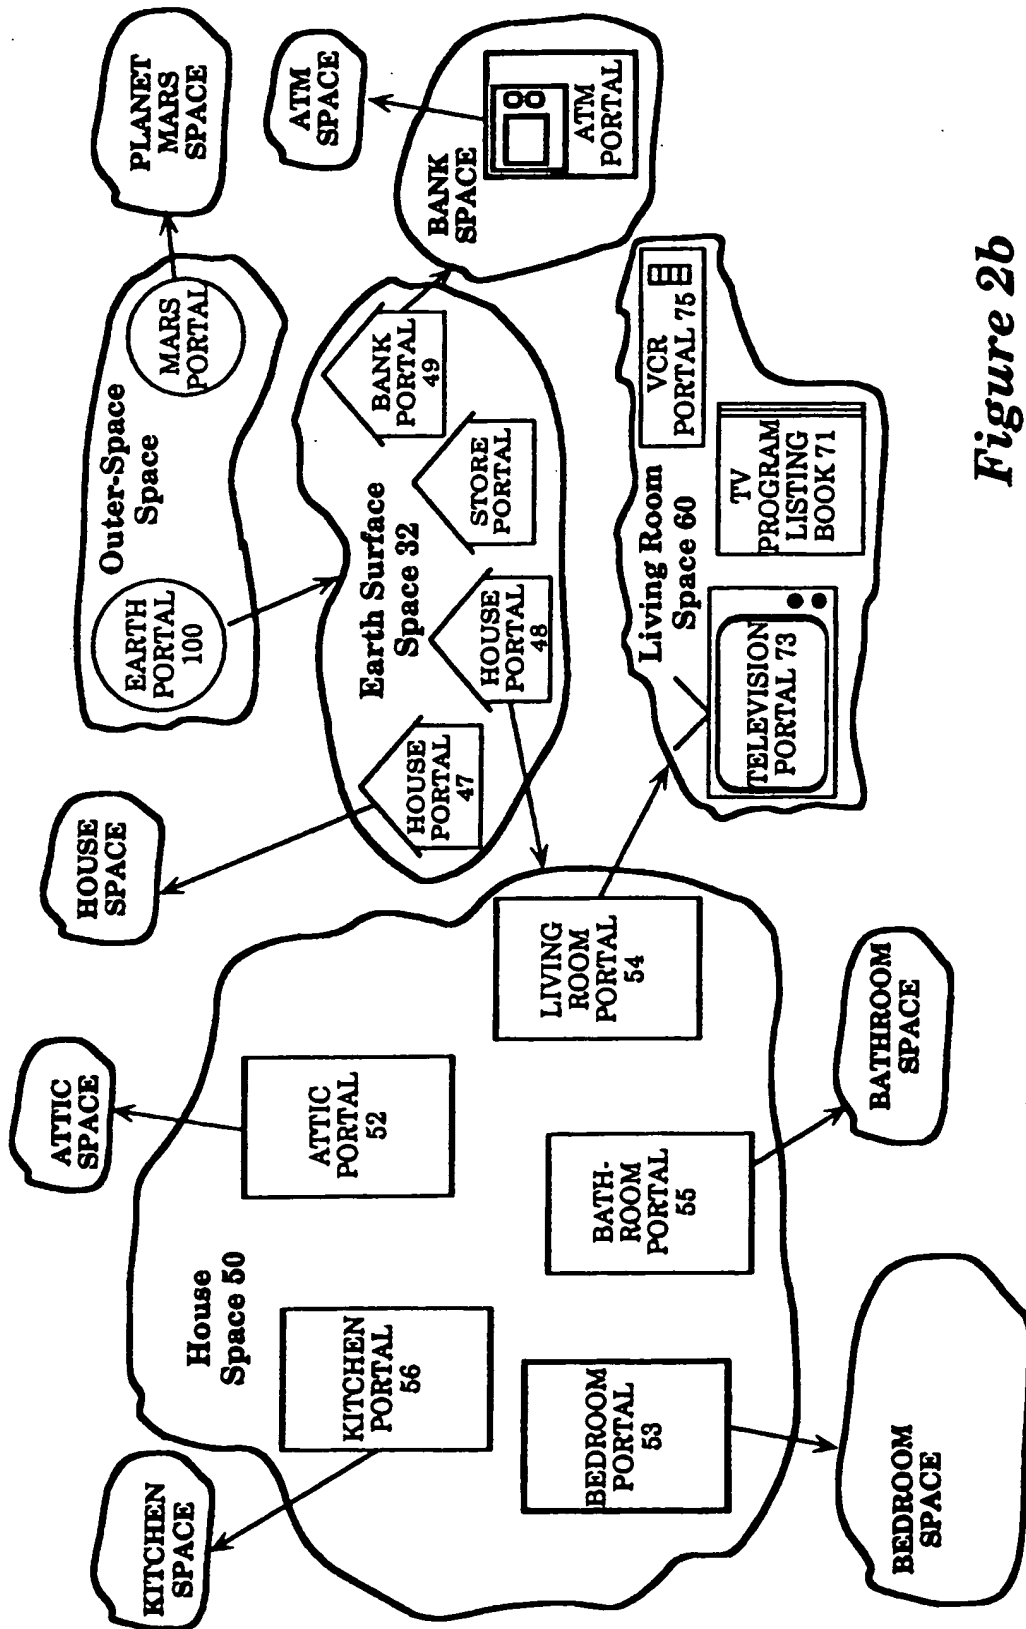 KITCHEN
SPACE
ATTIC
SPACE
HOUSE
SPACE
EARTH
PORTAL
100
Outer-Space
Space
MARS
PORTAL
PLANET
MARS
SPACE
House
Space 50
KITCHEN
PORTAL
56
ATTIC
PORTAL
52
BEDROOM
PORTAL
53
BATH-
ROOM
PORTAL
55
LIVING
ROOM
PORTAL
54
Earth Surface
Space 32
HOUSE
PORTAL
47
HOUSE
PORTAL
48
STORE
PORTAL
BANK
PORTAL
49
ATM
SPACE
BANK
SPACE
ATM
PORTAL
Living Room
Space 60
TELEVISION
PORTAL 73
TV
PROGRAM
LISTING
BOOK 71
VCR
PORTAL 75
BEDROOM
SPACE
BATHROOM
SPACE
Figure 2b